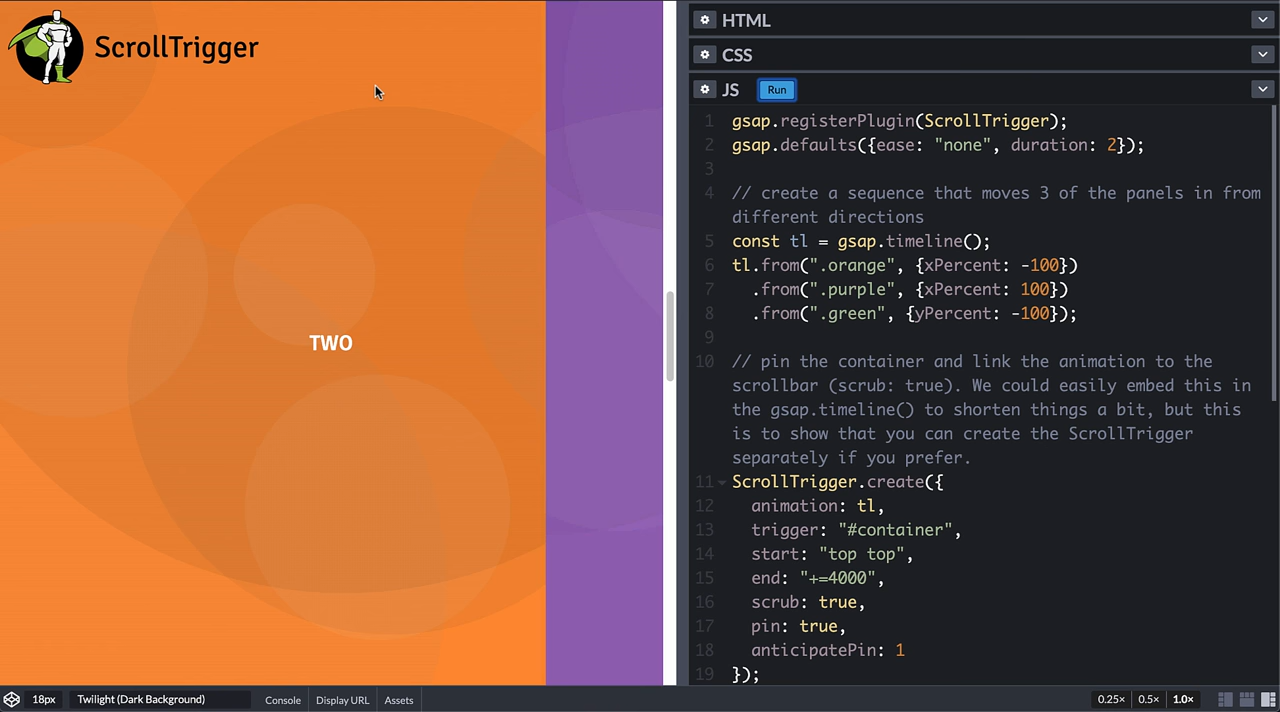 ScrollTrigger
TWO
HTML
CSS
JS Run
1 gsap.registerPlugin(ScrollTrigger);
2 gsap.defaults({ease: "none", duration: 2});
3
4 // create a sequence that moves 3 of the panels in from
different directions
5 const tl = gsap.timeline();
6 tl.from(".orange", {xPercent: -100})
7 .from(".purple", {xPercent: 100})
8 .from(".green", {yPercent: -100});
9
10 // pin the container and link the animation to the
scrollbar (scrub: true). We could easily embed this in
the gsap.timeline() to shorten things a bit, but this
is to show that you can create the ScrollTrigger
separately if you prefer.
11 ScrollTrigger.create({
12 animation: tl,
13 trigger: "#container",
14 start: "top top",
15 end: "+=4000",
16 scrub: true,
17 pin: true,
18 anticipatePin: 1
19 });
18px Twilight (Dark Background) Console Display URL Assets 0.25× 0.5× 1.0×